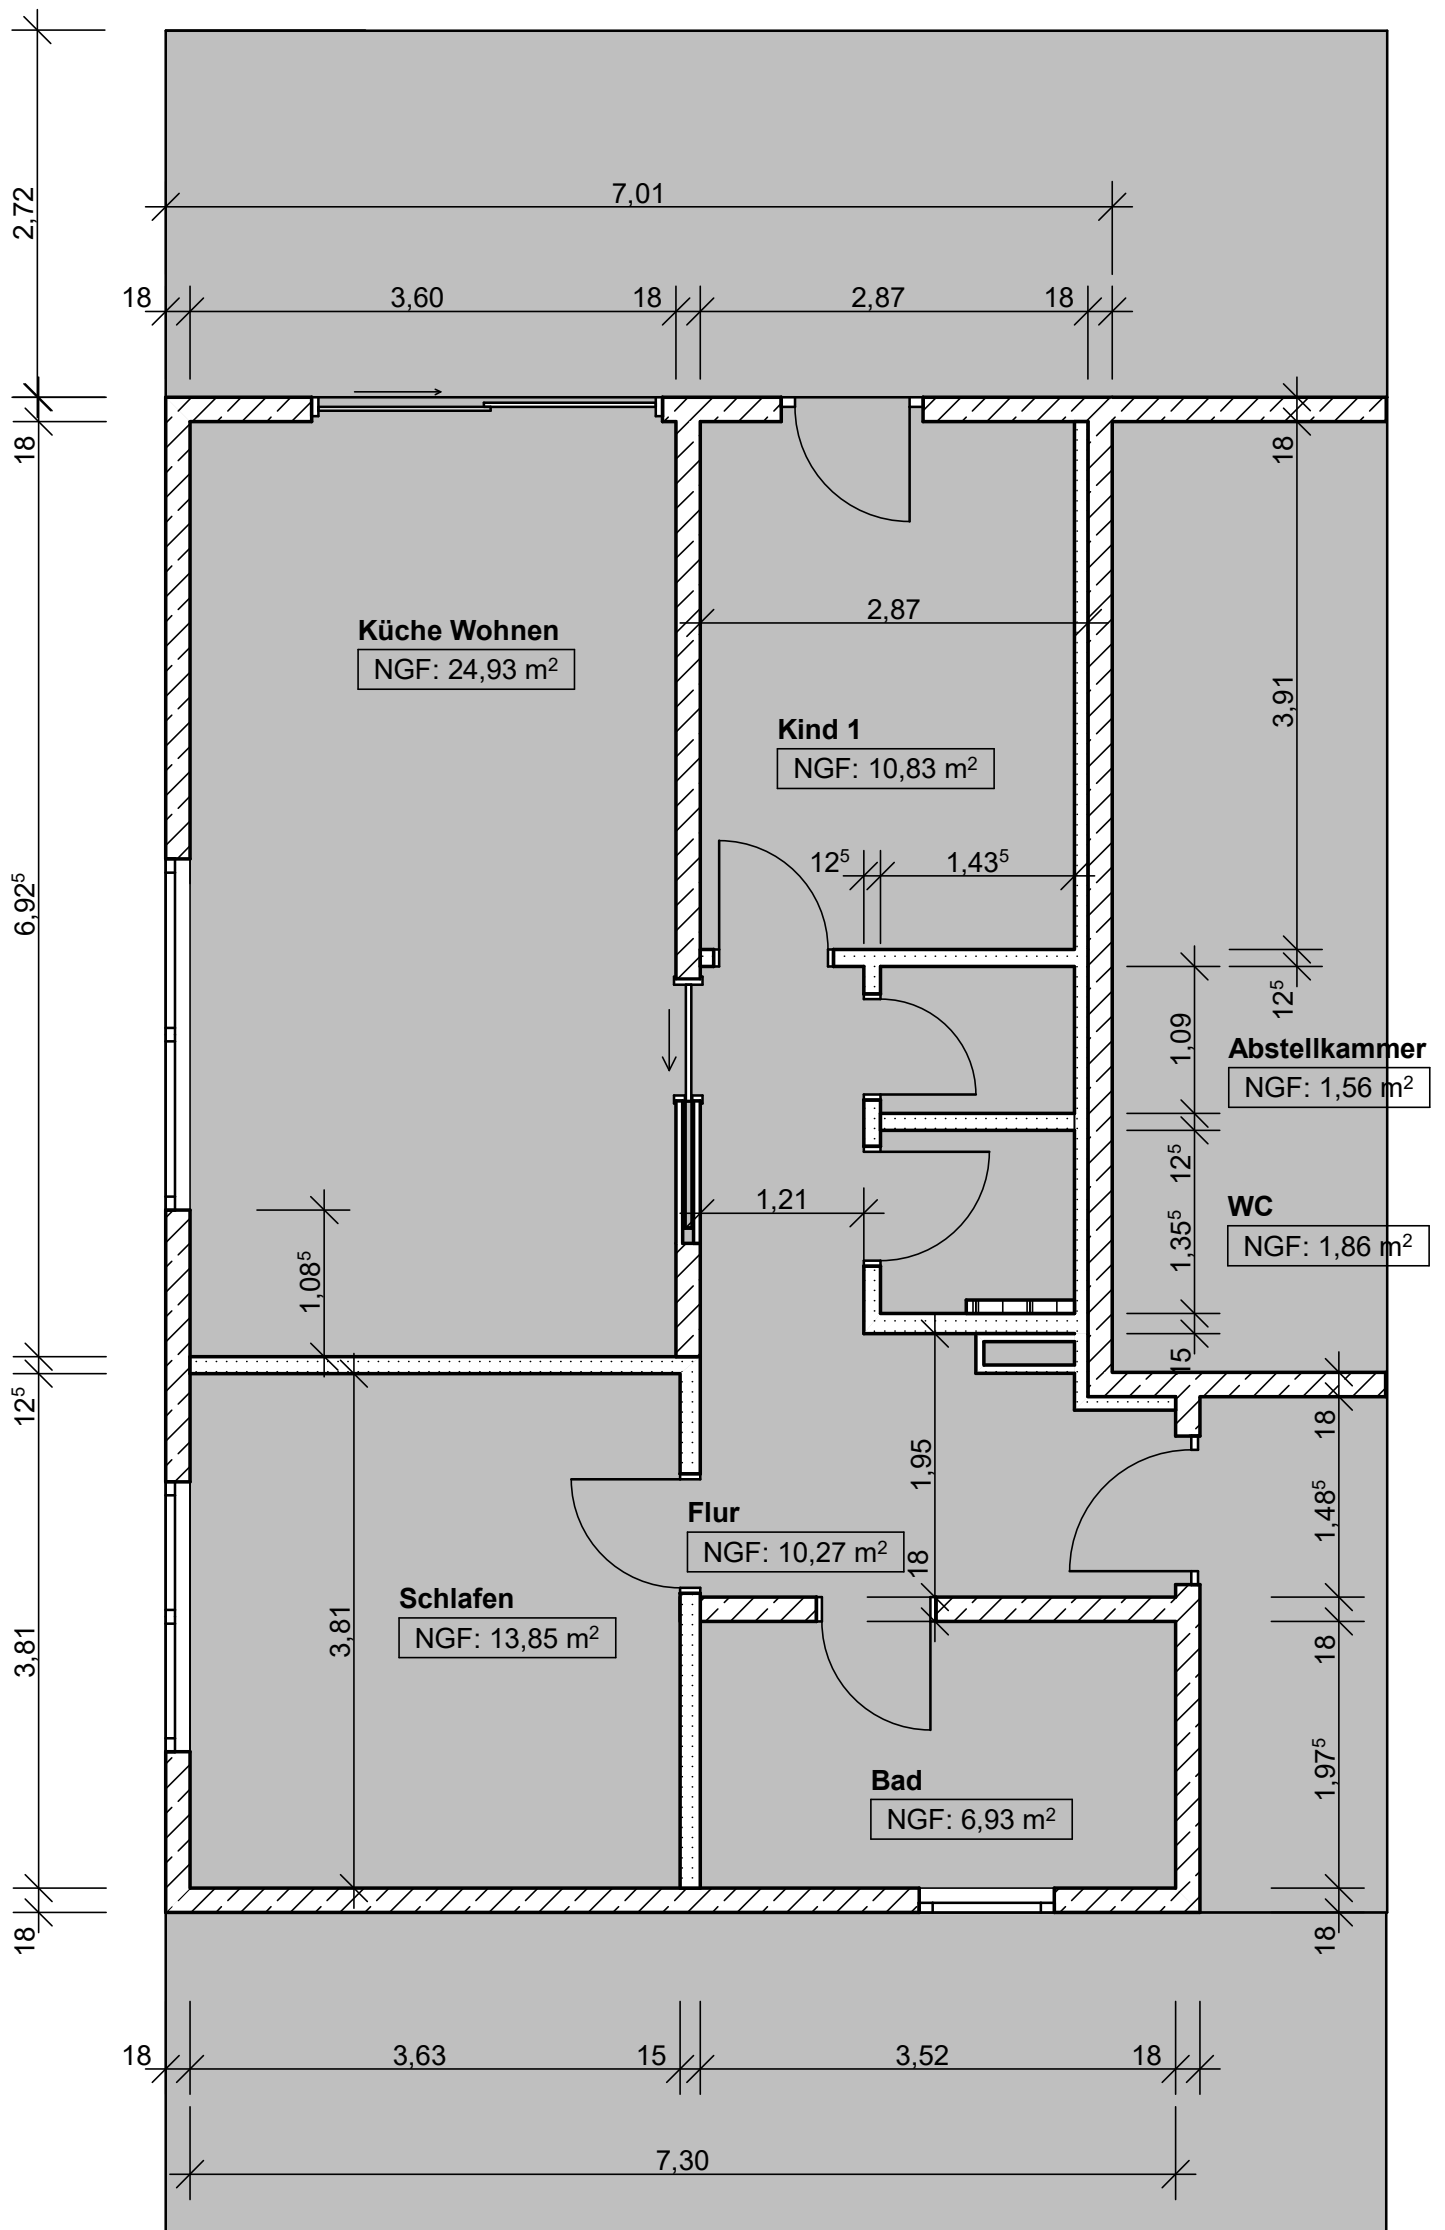 2,72
7,01
18
3,60
18
2,87
18
18
18
Küche Wohnen
NGF: 24,93 m²
2,87
3,91
Kind 1
NGF: 10,83 m²
6,92⁵
12⁵
1,43⁵
12⁵
1,09
Abstellkammer
NGF: 1,56 m²
12⁵
1,21
WC
NGF: 1,86 m²
1,35⁵
1,08⁵
15
12⁵
18
1,95
1,48⁵
Flur
NGF: 10,27 m²
18
Schlafen
NGF: 13,85 m²
3,81
3,81
18
Bad
NGF: 6,93 m²
1,97⁵
18
18
18
3,63
15
3,52
18
7,30